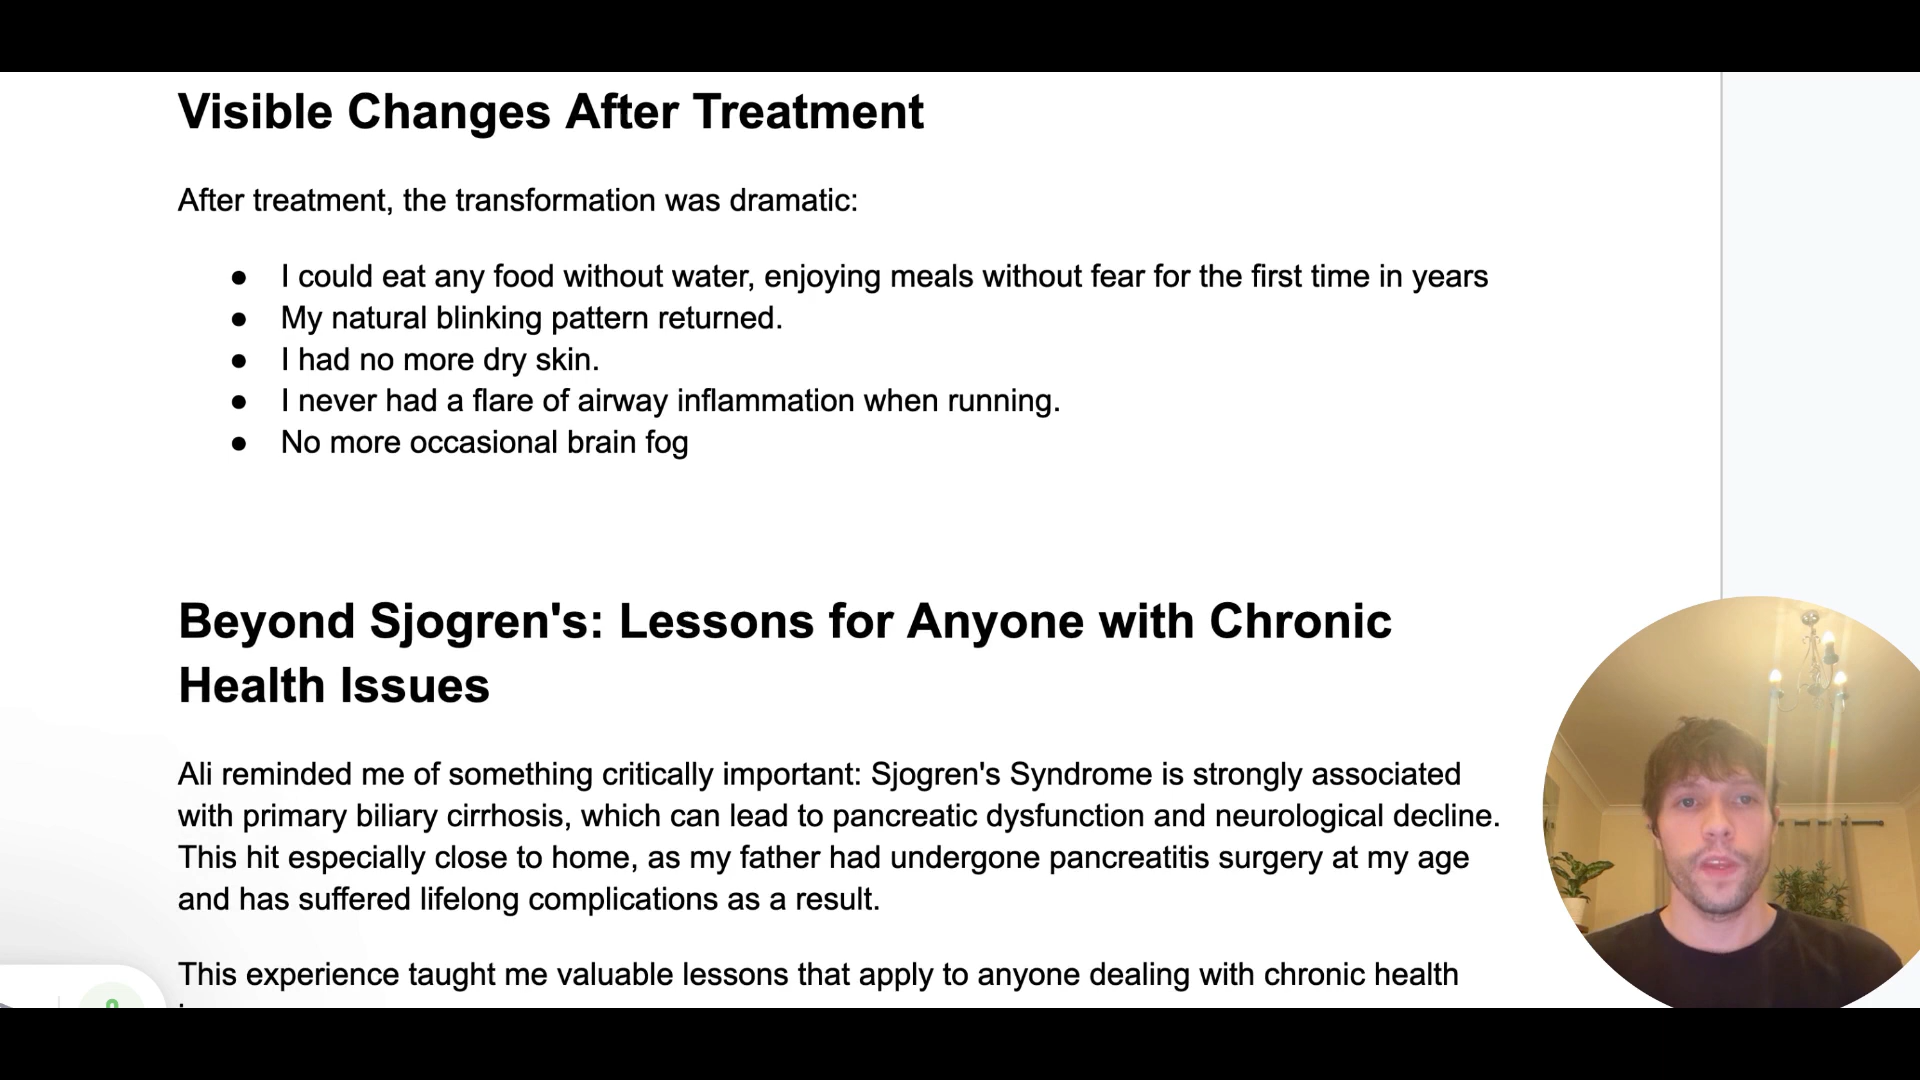 Visible Changes After Treatment
After treatment, the transformation was dramatic:
● I could eat any food without water, enjoying meals without fear for the first time in years
● My natural blinking pattern returned.
● I had no more dry skin.
● I never had a flare of airway inflammation when running.
● No more occasional brain fog
Beyond Sjogren's: Lessons for Anyone with Chronic
Health Issues
Ali reminded me of something critically important: Sjogren's Syndrome is strongly associated
with primary biliary cirrhosis, which can lead to pancreatic dysfunction and neurological decline.
This hit especially close to home, as my father had undergone pancreatitis surgery at my age
and has suffered lifelong complications as a result.
This experience taught me valuable lessons that apply to anyone dealing with chronic health